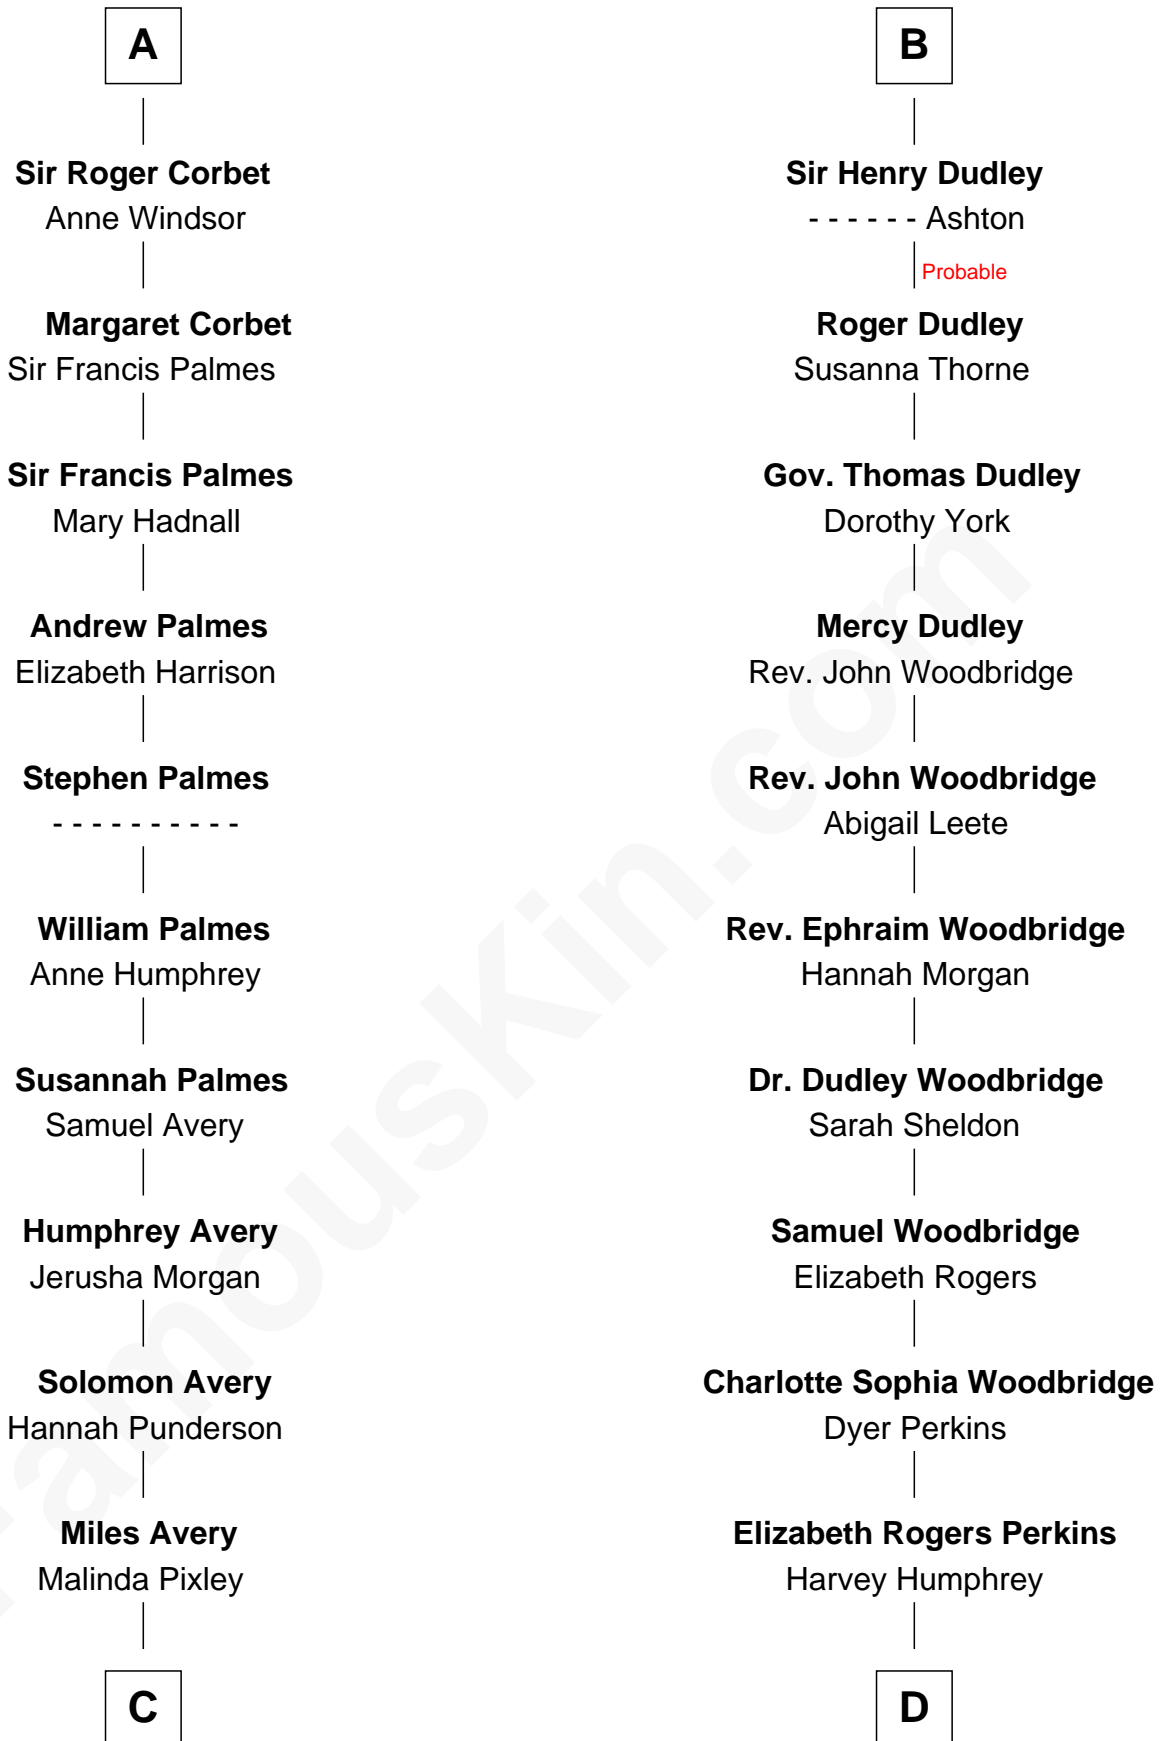 A
Sir Roger Corbet
Anne Windsor
Margaret Corbet
Sir Francis Palmes
Sir Francis Palmes
Mary Hadnall
Andrew Palmes
Elizabeth Harrison
Stephen Palmes
- - - - - - - - - -
William Palmes
Anne Humphrey
Susannah Palmes
Samuel Avery
Humphrey Avery
Jerusha Morgan
Solomon Avery
Hannah Punderson
Miles Avery
Malinda Pixley
C
B
Sir Henry Dudley
- - - - - - Ashton
Probable
Roger Dudley
Susanna Thorne
Gov. Thomas Dudley
Dorothy York
Mercy Dudley
Rev. John Woodbridge
Rev. John Woodbridge
Abigail Leete
Rev. Ephraim Woodbridge
Hannah Morgan
Dr. Dudley Woodbridge
Sarah Sheldon
Samuel Woodbridge
Elizabeth Rogers
Charlotte Sophia Woodbridge
Dyer Perkins
Elizabeth Rogers Perkins
Harvey Humphrey
D
FamousKin.com